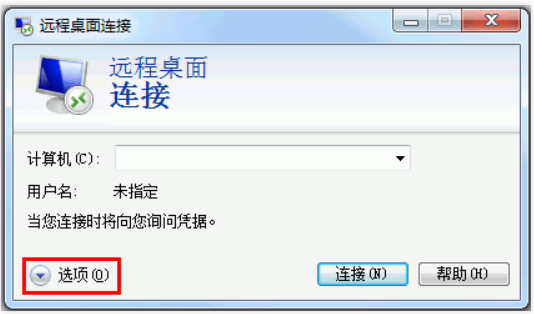 远程桌面连接
远程桌面
连接
计算机(C):
用户名: 未指定
当您连接时将向您询问凭据。
选项(O) 连接(N) 帮助(H)